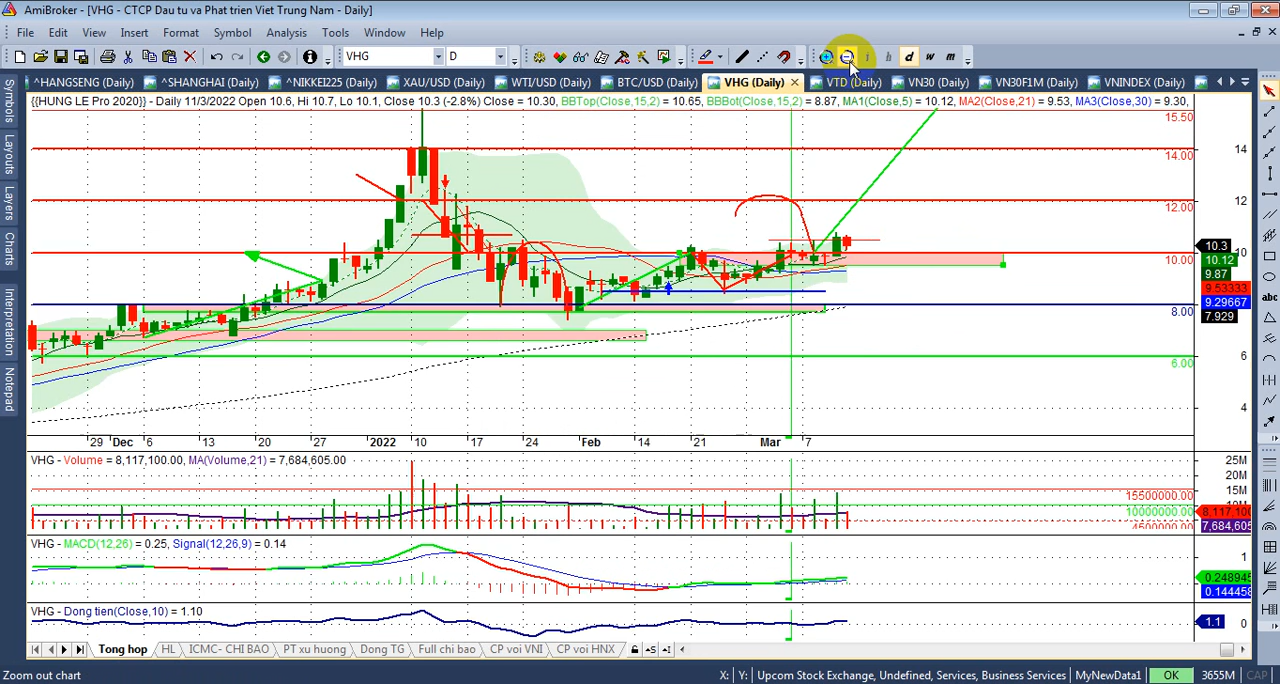 AmiBroker - [VHG - CTCP Dau tu va Phat trien Viet Trung Nam - Daily]
File Edit View Insert Format Symbol Analysis Tools Window Help
VHG D i h d w m
^HANGSENG (Daily) ^SHANGHAI (Daily) ^NIKKEI225 (Daily) XAU/USD (Daily) WTI/USD (Daily) BTC/USD (Daily) VHG (Daily) VTD (Daily) VN30 (Daily) VN30F1M (Daily) VNINDEX (Daily)
{{HUNG LE Pro 2020}} - Daily 11/3/2022 Open 10.6, Hi 10.7, Lo 10.1, Close 10.3 (-2.8%) Close = 10.30, BBTop(Close,15,2) = 10.65, BBBot(Close,15,2) = 8.87, MA1(Close,5) = 10.12, MA2(Close,21) = 9.53, MA3(Close,30) = 9.30,
Symbols
Layouts
Layers
Charts
Interpretation
Notepad
15.50
14.00 14
12.00 12
10.3
10.00 10
10.12
9.87
9.53333
9.29667
8.00
7.929
6.00 6
4
29 Dec 6 13 20 27 2022 10 17 24 Feb 14 21 Mar 7
VHG - Volume = 8,117,100.00, MA(Volume,21) = 7,684,605.00
25M
20M
15M
15500000.00
10000000.00
8,117,100
7,684,605
4500000.00
VHG - MACD(12,26) = 0.25, Signal(12,26,9) = 0.14
1
0.248945
0.144458
VHG - Dong tien(Close,10) = 1.10
1.1 0
Tong hop HL ICMC- CHI BAO PT xu huong Dong TG Full chi bao CP voi VNI CP voi HNX
abc
Zoom out chart X: Y: Upcom Stock Exchange, Undefined, Services, Business Services MyNewData1 OK 3655M CAP